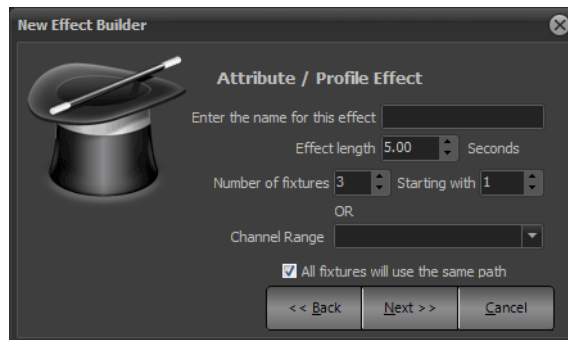 New Effect Builder
Attribute / Profile Effect
Enter the name for this effect
Effect length 5.00 Seconds
Number of fixtures 3 Starting with 1
OR
Channel Range
All fixtures will use the same path
<< Back Next >> Cancel